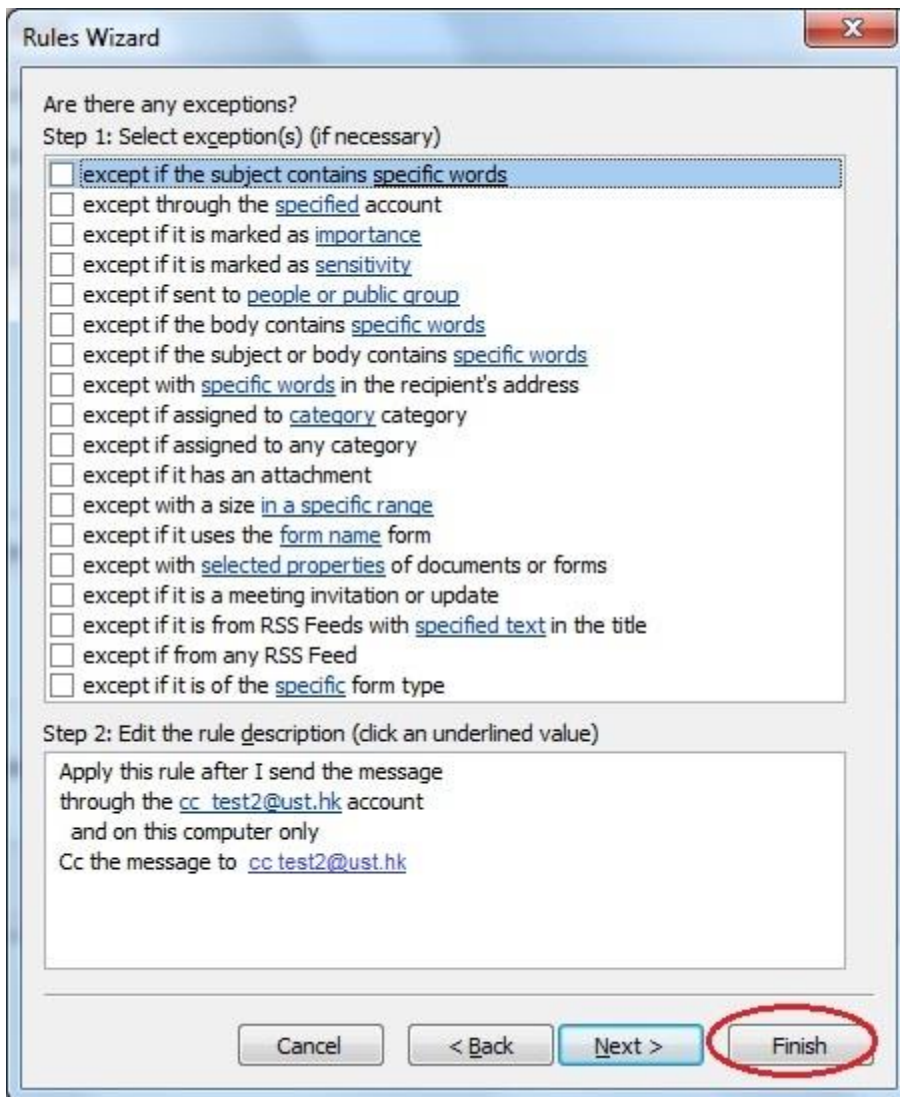 Rules Wizard
Are there any exceptions?
Step 1: Select exception(s) (if necessary)
except if the subject contains specific words
except through the specified account
except if it is marked as importance
except if it is marked as sensitivity
except if sent to people or public group
except if the body contains specific words
except if the subject or body contains specific words
except with specific words in the recipient's address
except if assigned to category category
except if assigned to any category
except if it has an attachment
except with a size in a specific range
except if it uses the form name form
except with selected properties of documents or forms
except if it is a meeting invitation or update
except if it is from RSS Feeds with specified text in the title
except if from any RSS Feed
except if it is of the specific form type
Step 2: Edit the rule description (click an underlined value)
Apply this rule after I send the message
through the cc_test2@ust.hk account
and on this computer only
Cc the message to cc_test2@ust.hk
Cancel < Back Next > Finish